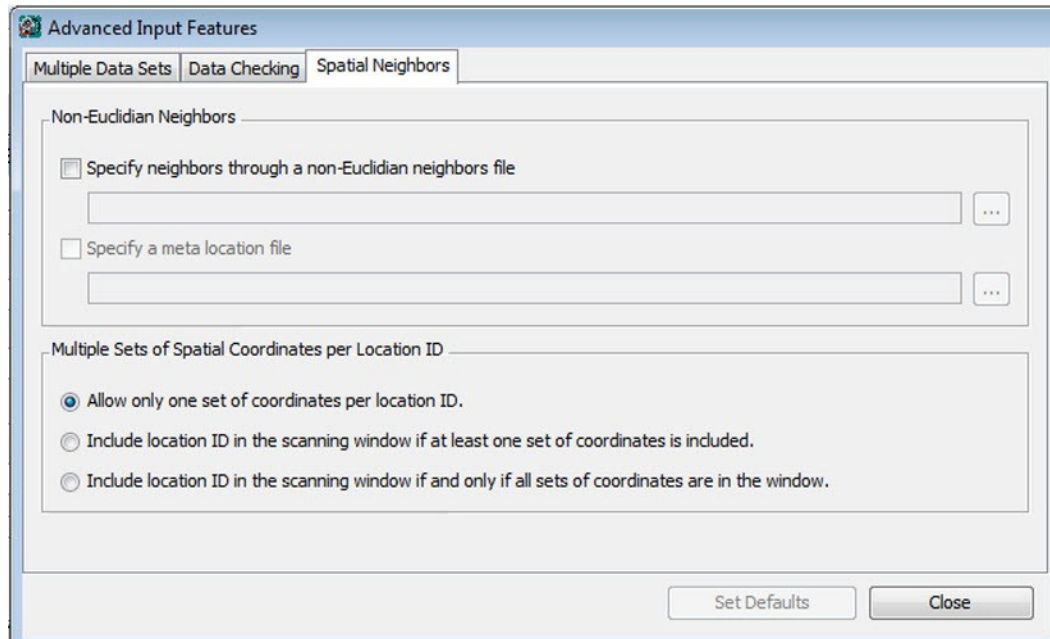 Advanced Input Features
Multiple Data Sets Data Checking Spatial Neighbors
Non-Euclidian Neighbors
Specify neighbors through a non-Euclidian neighbors file
...
Specify a meta location file
...
Multiple Sets of Spatial Coordinates per Location ID
Allow only one set of coordinates per location ID.
Include location ID in the scanning window if at least one set of coordinates is included.
Include location ID in the scanning window if and only if all sets of coordinates are in the window.
Set Defaults Close